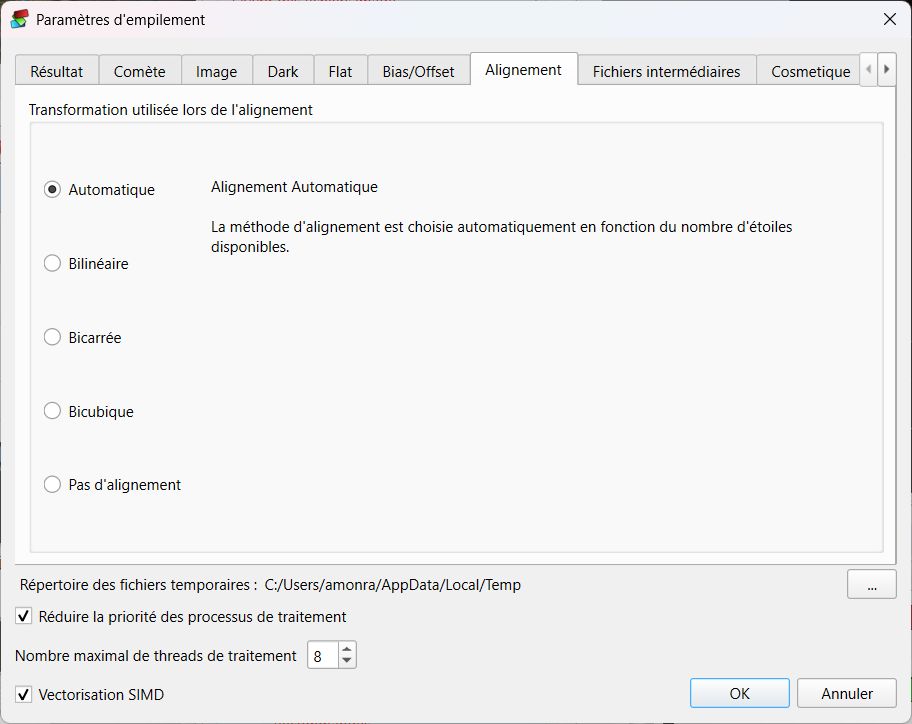 Paramètres d'empilement
Résultat
Comète
Image
Dark
Flat
Bias/Offset
Alignement
Fichiers intermédiaires
Cosmetique
Transformation utilisée lors de l'alignement
Automatique
Alignement Automatique
La méthode d'alignement est choisie automatiquement en fonction du nombre d'étoiles
disponibles.
Bilinéaire
Bicarrée
Bicubique
Pas d'alignement
Répertoire des fichiers temporaires : C:/Users/amonra/AppData/Local/Temp
...
Réduire la priorité des processus de traitement
Nombre maximal de threads de traitement 8
Vectorisation SIMD
OK
Annuler